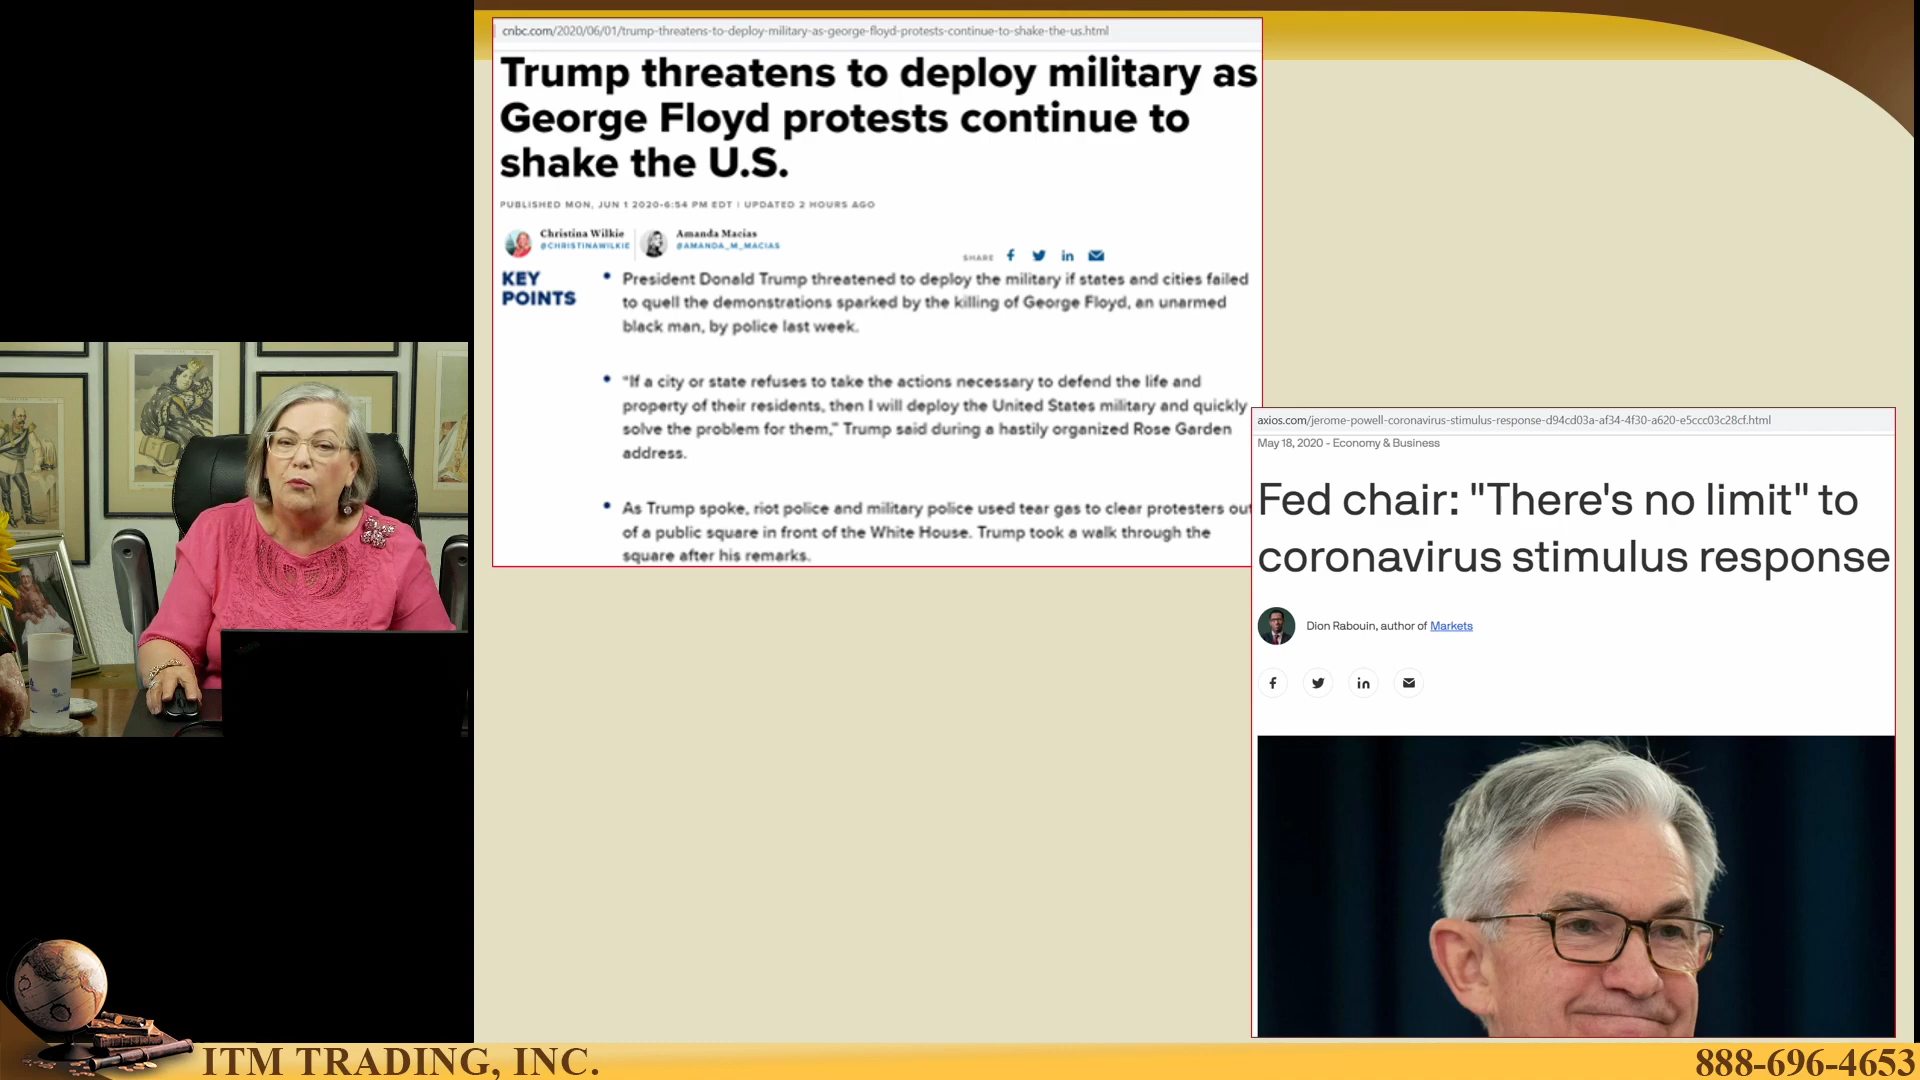 cnbc.com/2020/06/01/trump-threatens-to-deploy-military-as-george-floyd-protests-continue-to-shake-the-us.html
Trump threatens to deploy military as
George Floyd protests continue to
shake the U.S.
PUBLISHED MON, JUN 1 2020•6:54 PM EDT | UPDATED 2 HOURS AGO
Christina Wilkie
@CHRISTINAWILKIE
Amanda Macias
@AMANDA_M_MACIAS
SHARE
KEY
POINTS
• President Donald Trump threatened to deploy the military if states and cities failed
to quell the demonstrations sparked by the killing of George Floyd, an unarmed
black man, by police last week.
• “If a city or state refuses to take the actions necessary to defend the life and
property of their residents, then I will deploy the United States military and quickly
solve the problem for them,” Trump said during a hastily organized Rose Garden
address.
• As Trump spoke, riot police and military police used tear gas to clear protesters out
of a public square in front of the White House. Trump took a walk through the
square after his remarks.
axios.com/jerome-powell-coronavirus-stimulus-response-d94cd03a-af34-4f30-a620-e5ccc03c28cf.html
May 18, 2020 - Economy & Business
Fed chair: "There's no limit" to
coronavirus stimulus response
Dion Rabouin, author of Markets
ITM TRADING, INC.
888-696-4653